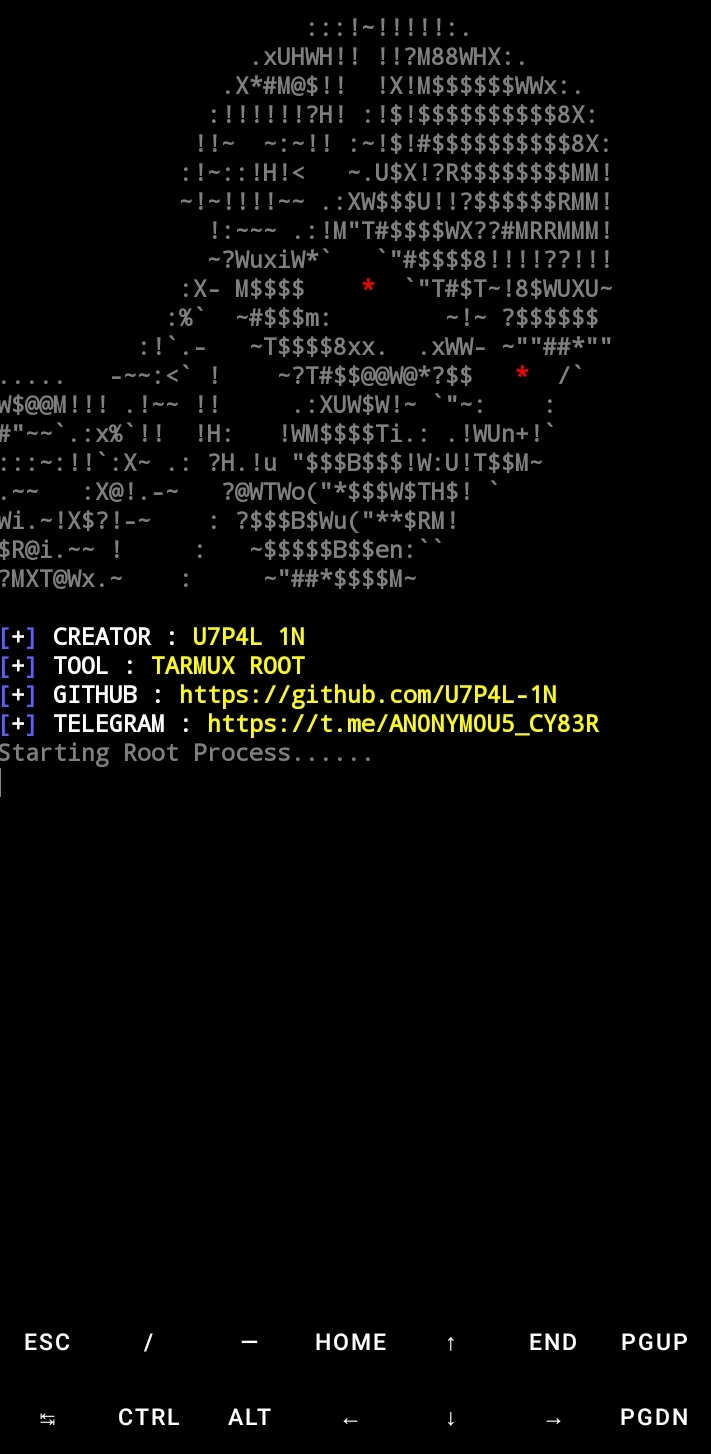 :::!~!!!!!:.
                  .xUHWH!! !!?M88WHX:.
                .X*#M@$!!  !X!M$$$$$$WWx:.
               :!!!!!!?H! :!$!$$$$$$$$$$8X:
              !!~  ~:~!! :~!$!#$$$$$$$$$$8X:
             :!~::!H!<   ~.U$X!?R$$$$$$$$MM!
             ~!~!!!!~~ .:XW$$$U!!?$$$$$$RMM!
               !:~~~ .:!M"T#$$$$WX??#MRRMMM!
               ~?WuxiW*`   `"#$$$$8!!!!??!!!
             :X- M$$$$    *  `"T#$T~!8$WUXU~
            :%`  ~#$$$m:        ~!~ ?$$$$$$
          :!`.-   ~T$$$$8xx.  .xWW- ~""##*""
.....   -~~:<` !    ~?T#$$@@W@*?$$   *  /`
W$@@M!!! .!~~ !!     .:XUW$W!~ `"~:    :
#"~~`.:x%`!!  !H:   !WM$$$$Ti.: .!WUn+!`
:::~:!!`:X~ .: ?H.!u "$$$B$$$!W:U!T$$M~
.~~   :X@!.-~   ?@WTWo("*$$$W$TH$! `
Wi.~!X$?!-~    : ?$$$B$Wu("**$RM!
$R@i.~~ !     :   ~$$$$$B$$en:``
?MXT@Wx.~    :     ~"##*$$$$M~
[+] CREATOR : U7P4L 1N
[+] TOOL : TARMUX ROOT
[+] GITHUB : https://github.com/U7P4L-1N
[+] TELEGRAM : https://t.me/AN0NYM0U5_CY83R
Starting Root Process......
ESC / — HOME ↑ END PGUP
↹ CTRL ALT ← ↓ → PGDN